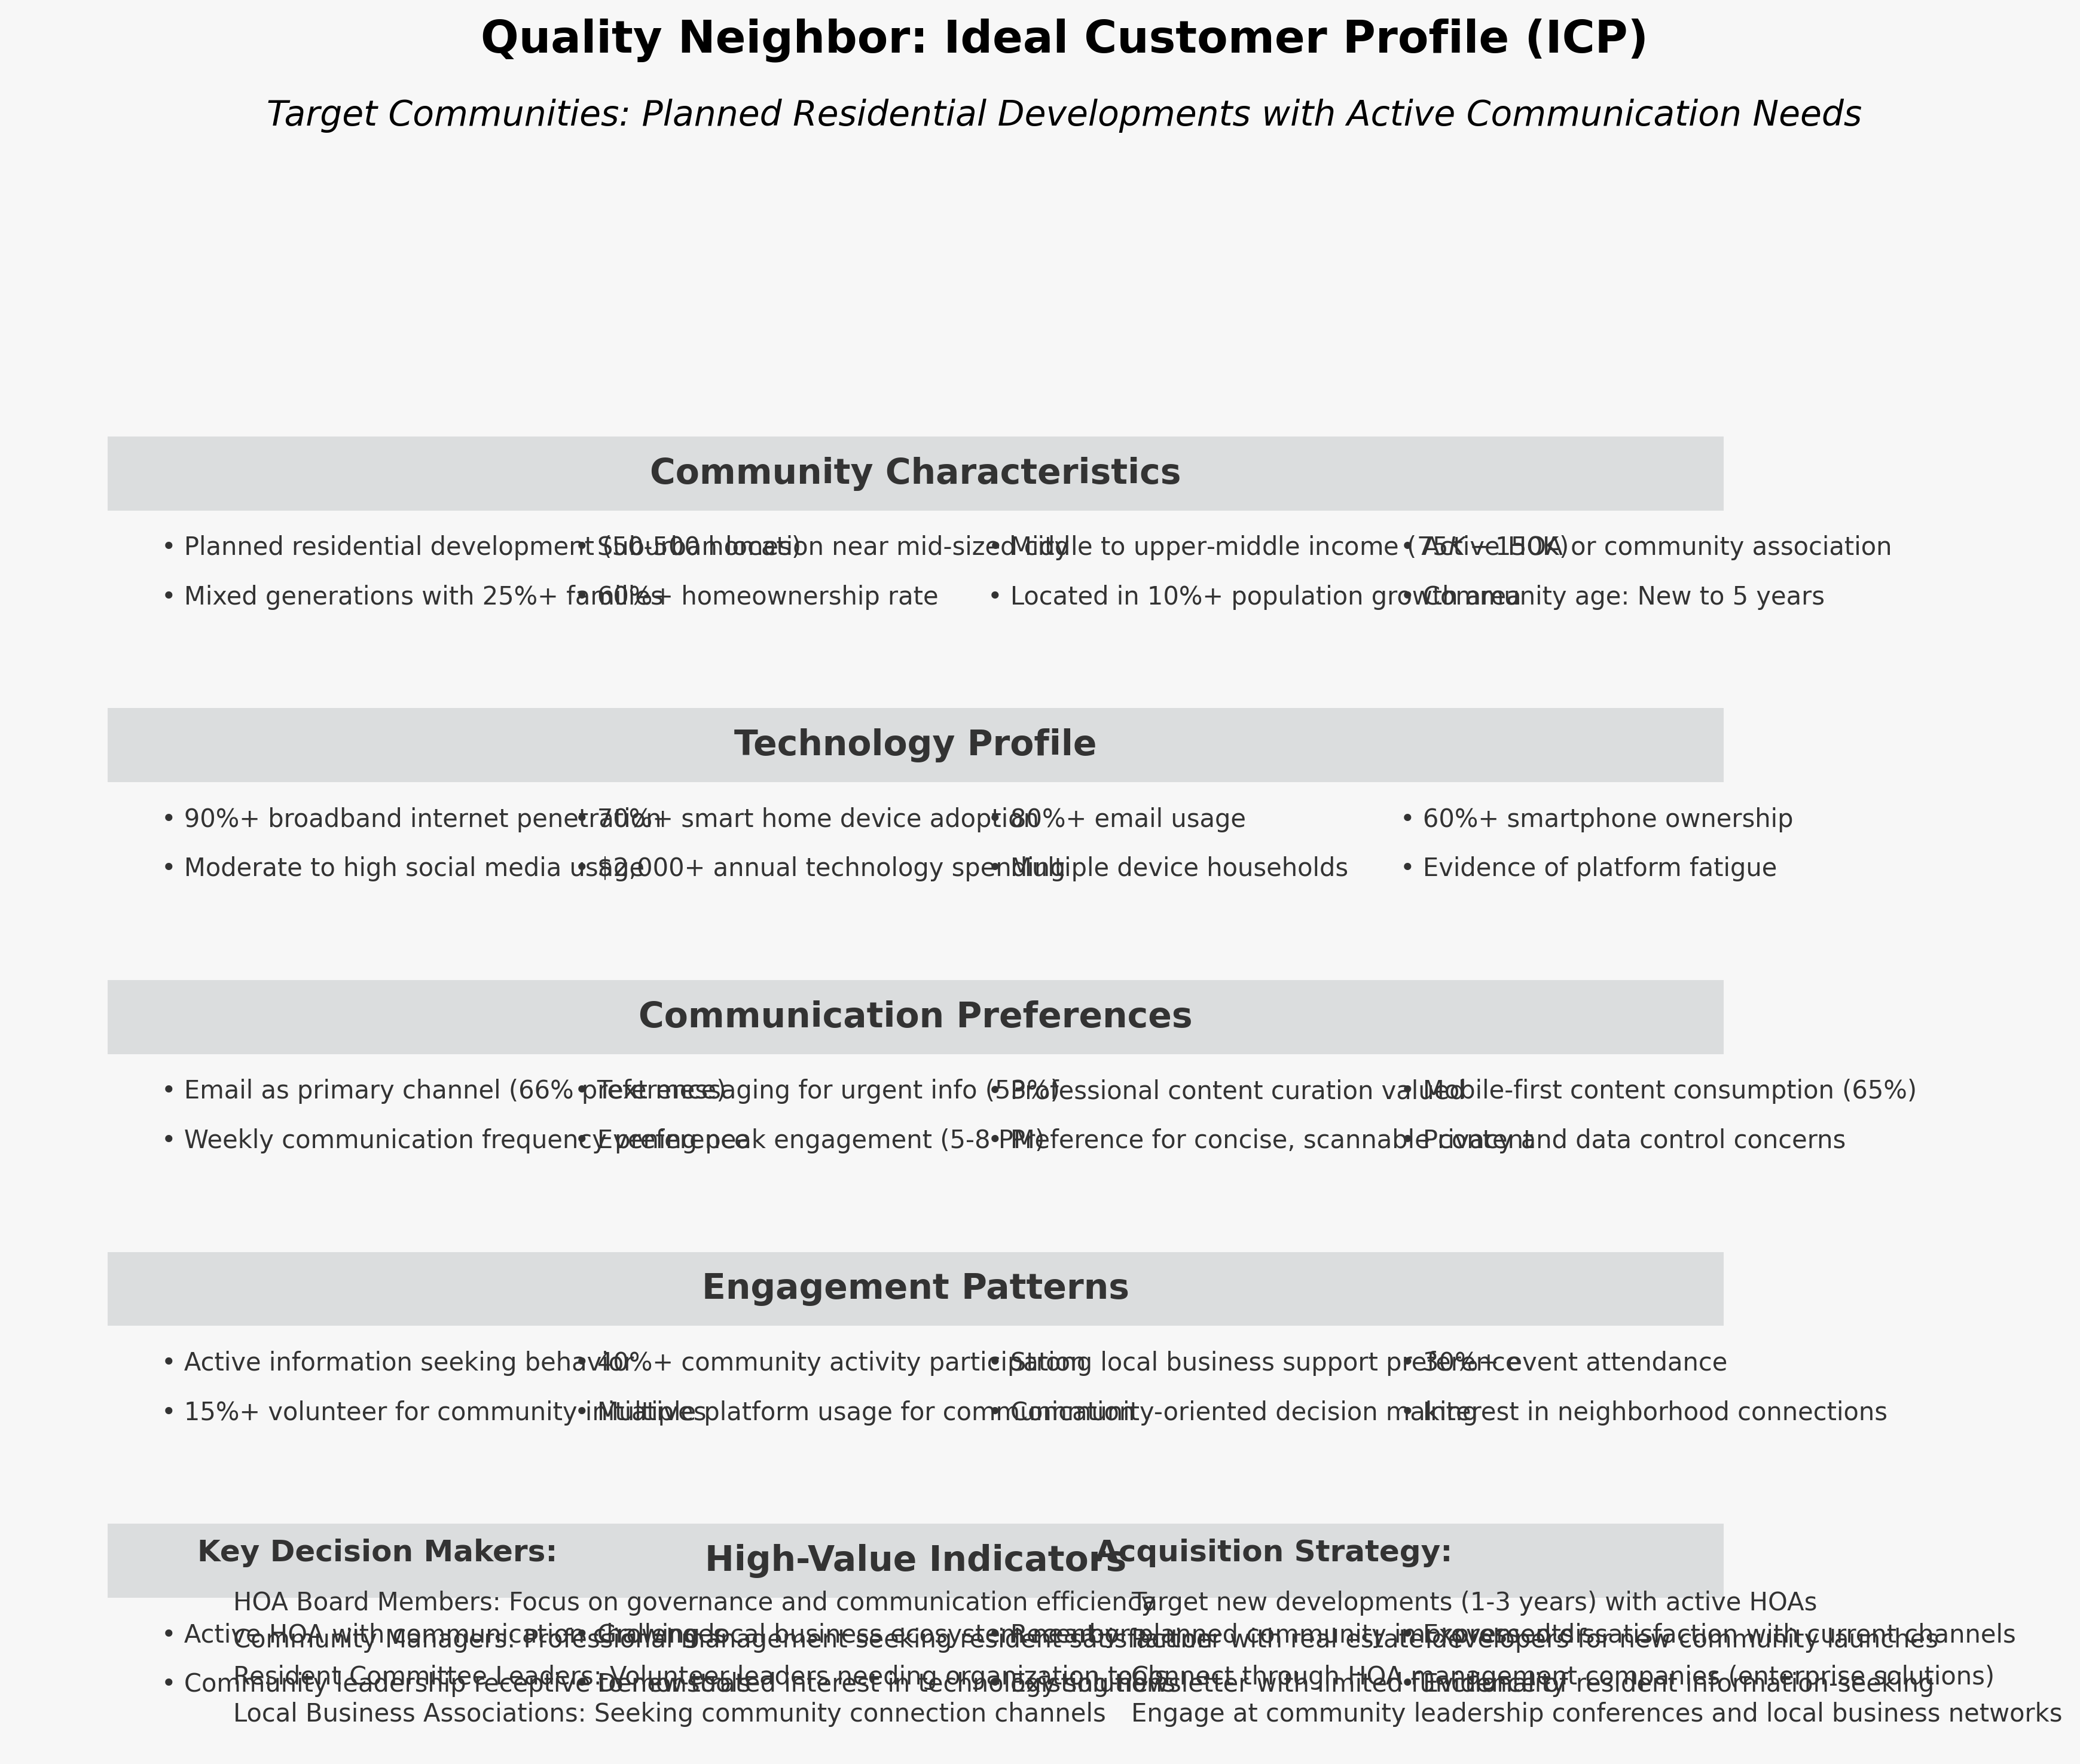 Quality Neighbor: Ideal Customer Profile (ICP)
Target Communities: Planned Residential Developments with Active Communication Needs
Community Characteristics
• Planned residential development (50-500 homes)
• Suburban location near mid-sized city
• Middle to upper-middle income (75K-150K)
• Active HOA or community association
• Mixed generations with 25%+ families
• 60%+ homeownership rate
• Located in 10%+ population growth area
• Community age: New to 5 years
Technology Profile
• 90%+ broadband internet penetration
• 70%+ smart home device adoption
• 80%+ email usage
• 60%+ smartphone ownership
• Moderate to high social media usage
• $2,000+ annual technology spending
• Multiple device households
• Evidence of platform fatigue
Communication Preferences
• Email as primary channel (66% preference)
• Text messaging for urgent info (53%)
• Professional content curation valued
• Mobile-first content consumption (65%)
• Weekly communication frequency preference
• Evening peak engagement (5-8 PM)
• Preference for concise, scannable content
• Privacy and data control concerns
Engagement Patterns
• Active information seeking behavior
• 40%+ community activity participation
• Strong local business support preference
• 30%+ event attendance
• 15%+ volunteer for community initiatives
• Multiple platform usage for communication
• Community-oriented decision making
• Interest in neighborhood connections
High-Value Indicators
• Active HOA with communication challenges
• Growing local business ecosystem nearby
• Recent or planned community improvements
• Expressed dissatisfaction with current channels
• Community leadership receptive to new tools
• Demonstrated interest in technology solutions
• Existing newsletter with limited functionality
• Evidence of resident information seeking
Key Decision Makers:
HOA Board Members: Focus on governance and communication efficiency
Community Managers: Professional management seeking resident satisfaction
Resident Committee Leaders: Volunteer leaders needing organization tools
Local Business Associations: Seeking community connection channels
Acquisition Strategy:
Target new developments (1-3 years) with active HOAs
Partner with real estate developers for new community launches
Connect through HOA management companies (enterprise solutions)
Engage at community leadership conferences and local business networks